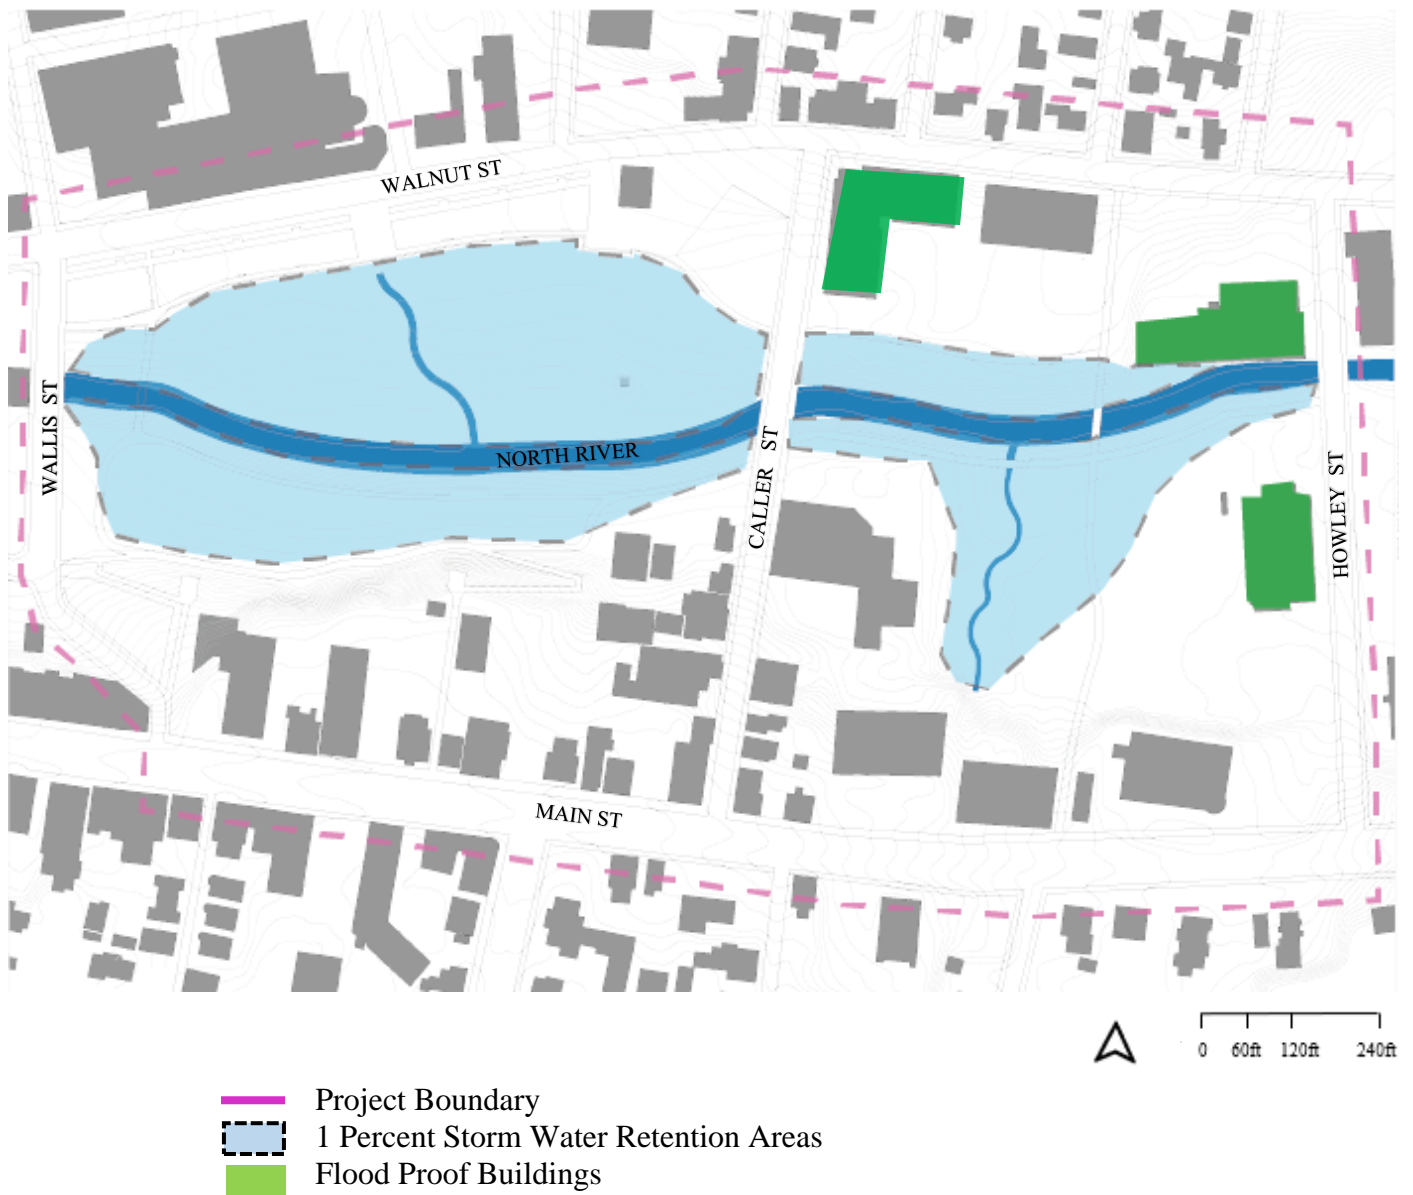 WALNUT ST
WALLIS ST
NORTH RIVER
CALLER ST
HOWLEY ST
MAIN ST
0 60ft 120ft 240ft
Project Boundary
1 Percent Storm Water Retention Areas
Flood Proof Buildings